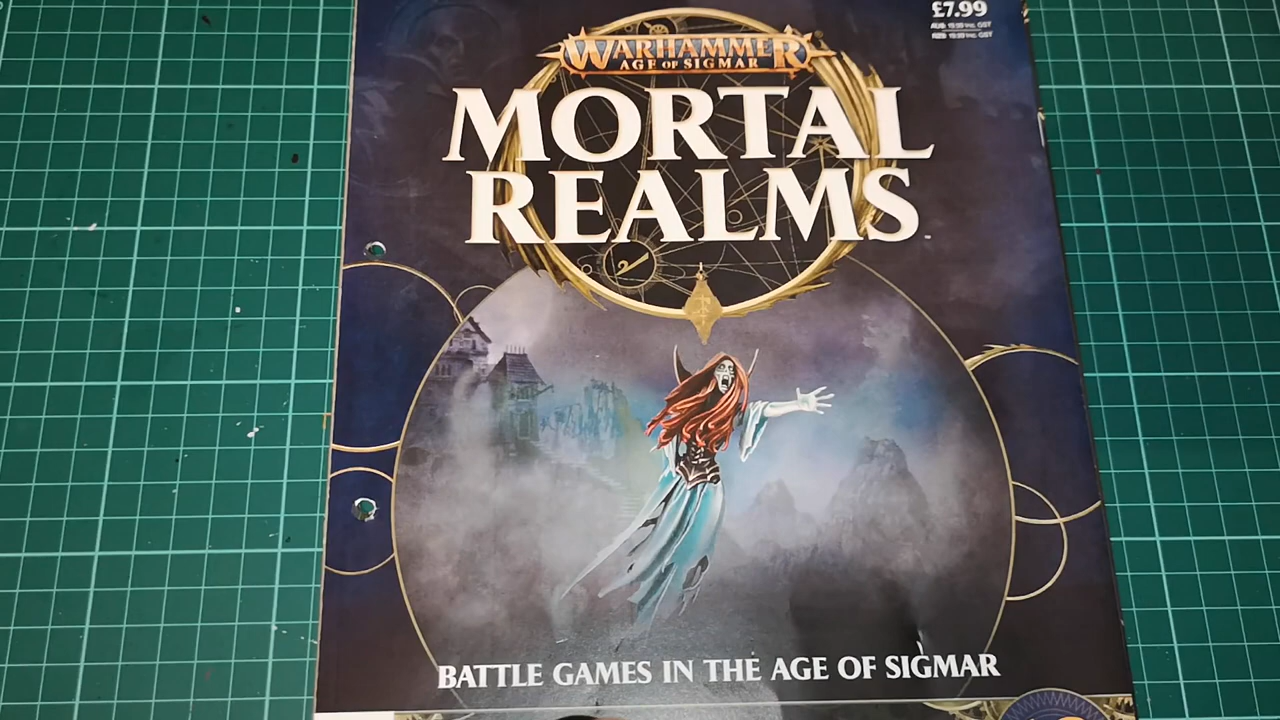 £7.99
WARHAMMER
AGE OF SIGMAR
MORTAL
REALMS
BATTLE GAMES IN THE AGE OF SIGMAR